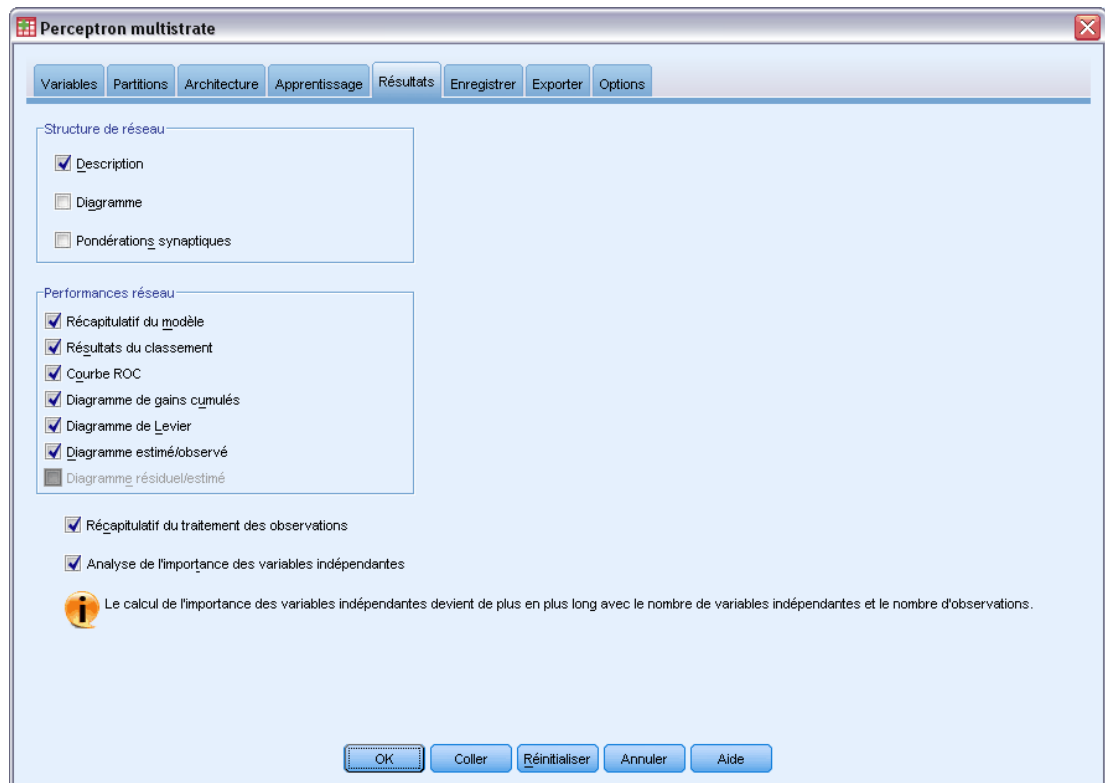 Perceptron multistrate
Variables Partitions Architecture Apprentissage Résultats Enregistrer Exporter Options
Structure de réseau
Description
Diagramme
Pondérations synaptiques
Performances réseau
Récapitulatif du modèle
Résultats du classement
Courbe ROC
Diagramme de gains cumulés
Diagramme de Levier
Diagramme estimé/observé
Diagramme résiduel/estimé
Récapitulatif du traitement des observations
Analyse de l'importance des variables indépendantes
Le calcul de l'importance des variables indépendantes devient de plus en plus long avec le nombre de variables indépendantes et le nombre d'observations.
OK Coller Réinitialiser Annuler Aide